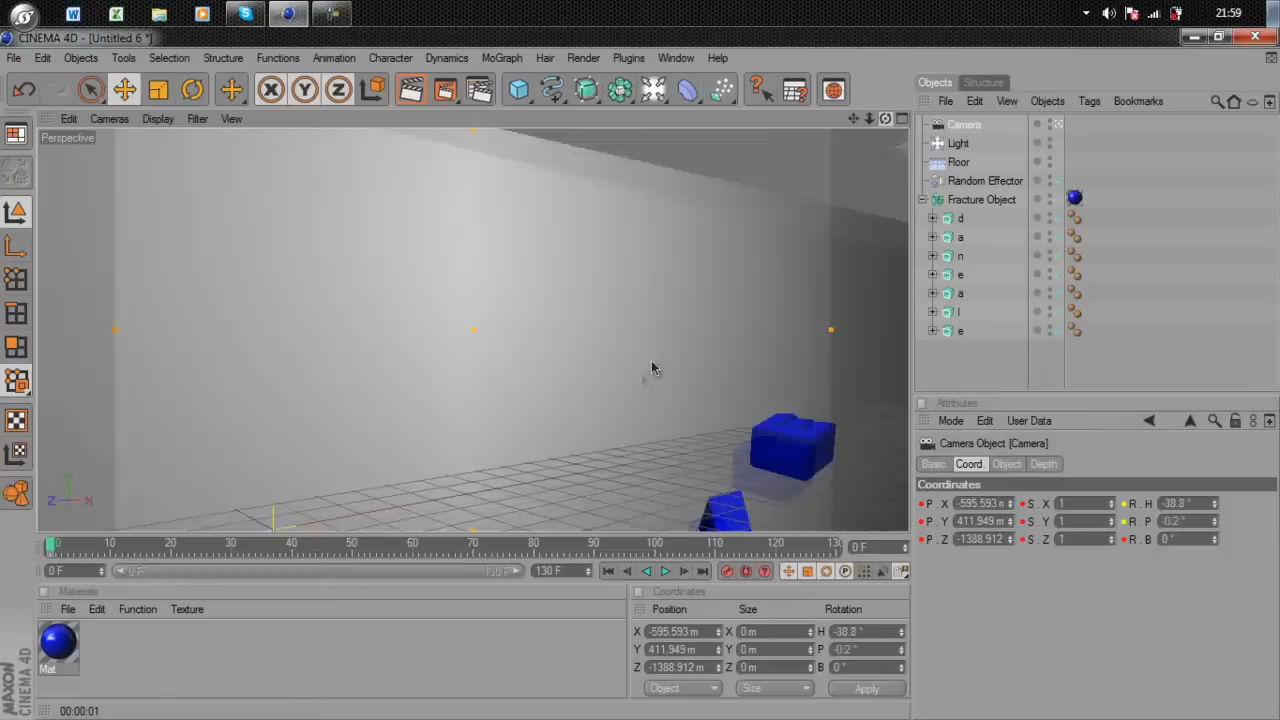 21:59
CINEMA 4D - [Untitled 6 *]
File Edit Objects Tools Selection Structure Functions Animation Character Dynamics MoGraph Hair Render Plugins Window Help
Edit Cameras Display Filter View
Perspective
Objects Structure
File Edit View Objects Tags Bookmarks
Camera
Light
Floor
Random Effector
Fracture Object
d
a
n
e
a
l
e
Attributes
Mode Edit User Data
Camera Object [Camera]
Basic Coord. Object Depth
Coordinates
P . X -595.593 m S . X 1 R . H -38.8 °
P . Y 411.949 m S . Y 1 R . P -0.2 °
P . Z -1388.912 S . Z 1 R . B 0 °
Z X
0 10 20 30 40 50 60 70 80 90 100 110 120 0 F
0 F 0 F 130 F 130 F
Materials
File Edit Function Texture
Mat
Coordinates
Position Size Rotation
X -595.593 m X 0 m H -38.8 °
Y 411.949 m Y 0 m P -0.2 °
Z -1388.912 m Z 0 m B 0 °
Object Size Apply
MAXON
CINEMA 4D
00:00:01